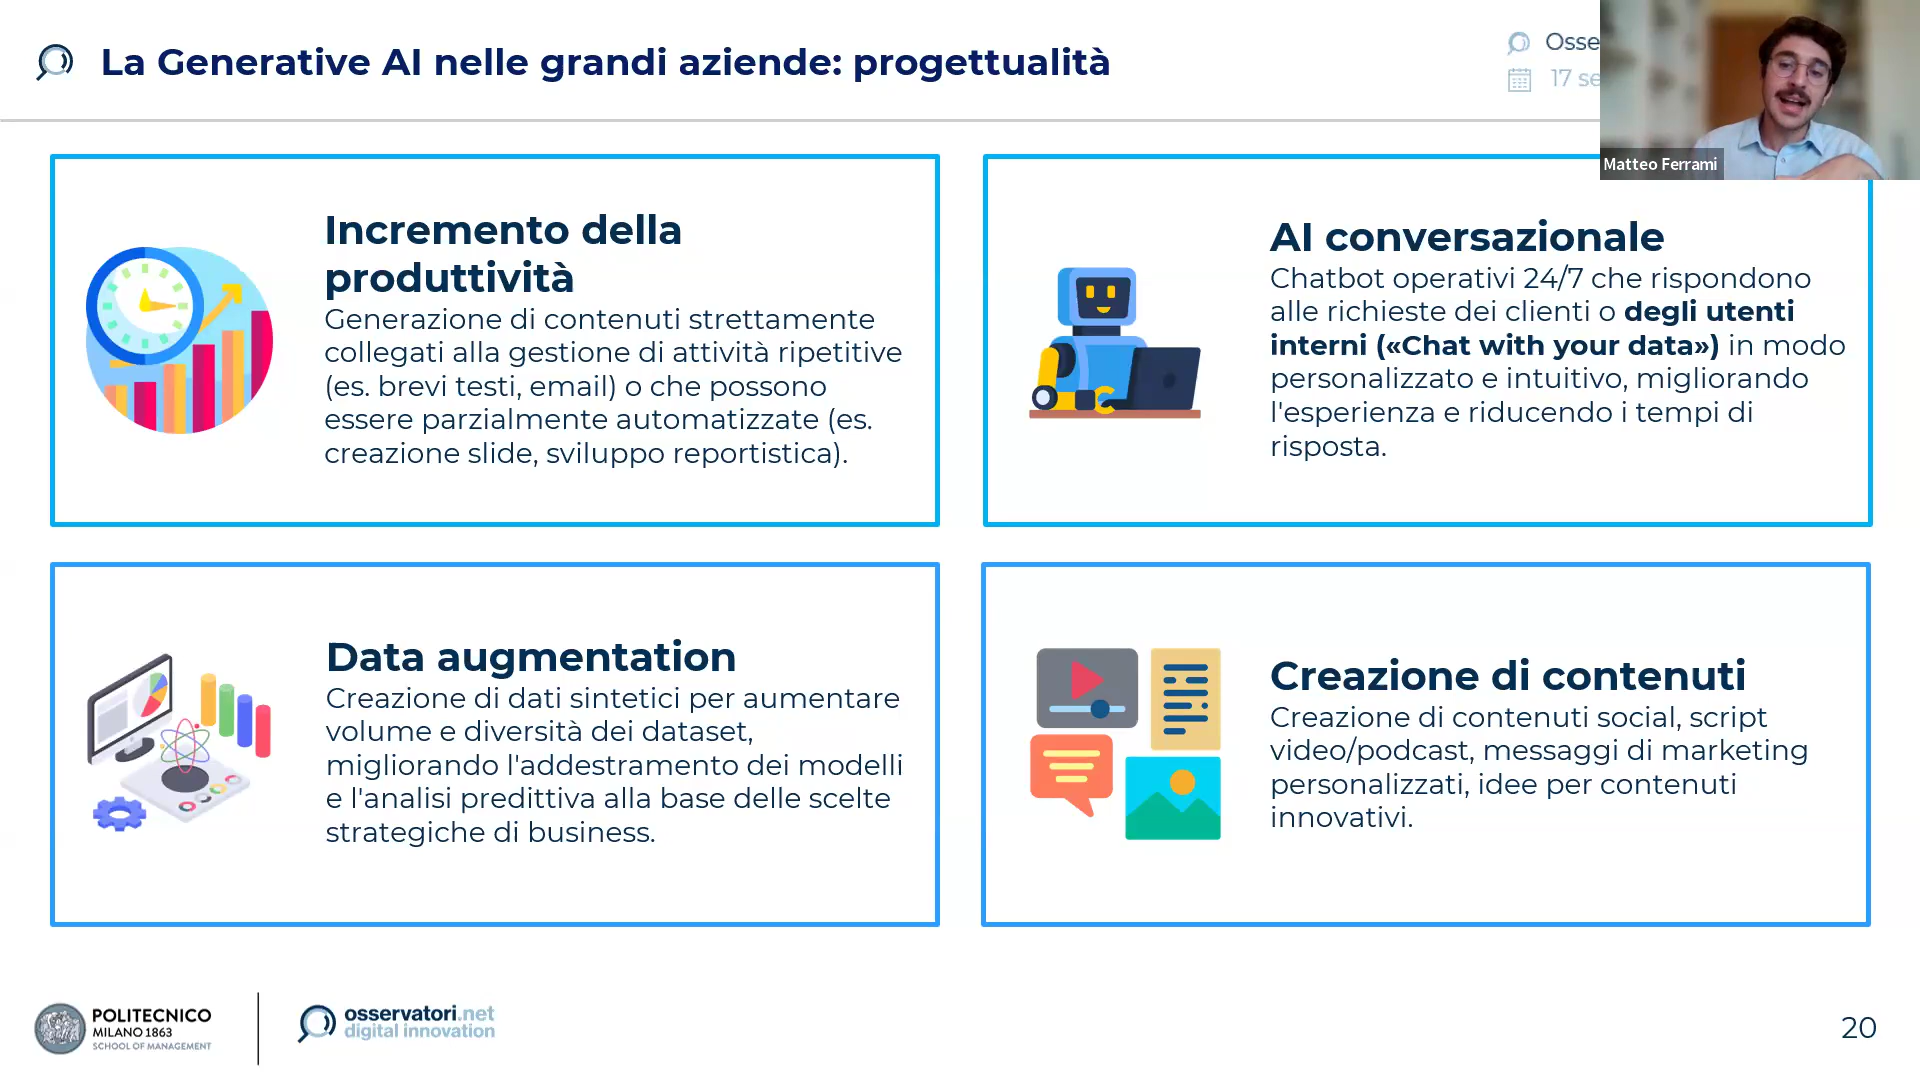 La Generative AI nelle grandi aziende: progettualità
17
Matteo Ferrami
Incremento della
produttività
Generazione di contenuti strettamente
collegati alla gestione di attività ripetitive
(es. brevi testi, email) o che possono
essere parzialmente automatizzate (es.
creazione slide, sviluppo reportistica).
AI conversazionale
Chatbot operativi 24/7 che rispondono
alle richieste dei clienti o degli utenti
interni («Chat with your data») in modo
personalizzato e intuitivo, migliorando
l'esperienza e riducendo i tempi di
risposta.
Data augmentation
Creazione di dati sintetici per aumentare
volume e diversità dei dataset,
migliorando l'addestramento dei modelli
e l'analisi predittiva alla base delle scelte
strategiche di business.
Creazione di contenuti
Creazione di contenuti social, script
video/podcast, messaggi di marketing
personalizzati, idee per contenuti
innovativi.
POLITECNICO
MILANO 1863
SCHOOL OF MANAGEMENT
osservatori.net
digital innovation
20